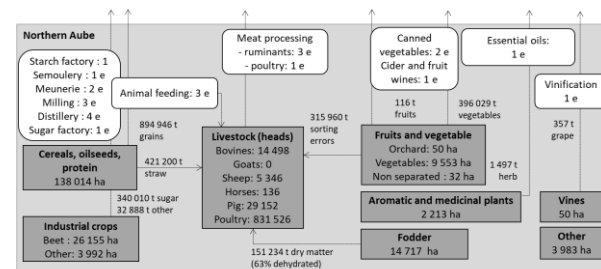 Northern Aube
Starch factory : 1
Semoulery : 1 e
Meunerie : 2 e
Milling : 3 e
Distillery : 4 e
Sugar factory: 1 e
Animal feeding: 3 e
Meat processing
- ruminants: 3 e
- poultry: 1 e
Canned
vegetables: 2 e
Cider and fruit
wines: 1 e
Essential oils:
1 e
Vinification
1 e
894 946 t
grains
315 960 t
sorting
errors
116 t
fruits
396 029 t
vegetables
357 t
grape
Cereals, oilseeds,
protein
138 014 ha
421 200 t
straw
Livestock (heads)
Bovines: 14 498
Goats: 0
Sheep: 5 346
Horses: 136
Pig: 29 152
Poultry: 831 526
Fruits and vegetable
Orchard: 50 ha
Vegetables: 9 553 ha
Non separated : 32 ha
1 497 t
herb
340 010 t sugar
32 888 t other
Industrial crops
Beet : 26 155 ha
Other: 3 992 ha
Aromatic and medicinal plants
2 213 ha
Vines
50 ha
151 234 t dry matter
(63% dehydrated)
Fodder
14 717 ha
Other
3 983 ha